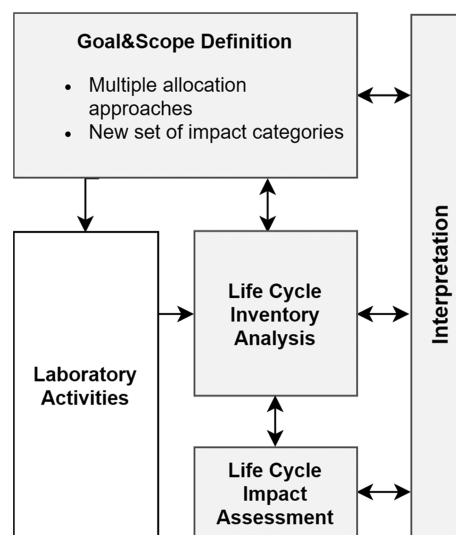 Goal&Scope Definition
• Multiple allocation
approaches
• New set of impact categories
Life Cycle
Inventory
Analysis
Laboratory
Activities
Life Cycle
Impact
Assessment
Interpretation